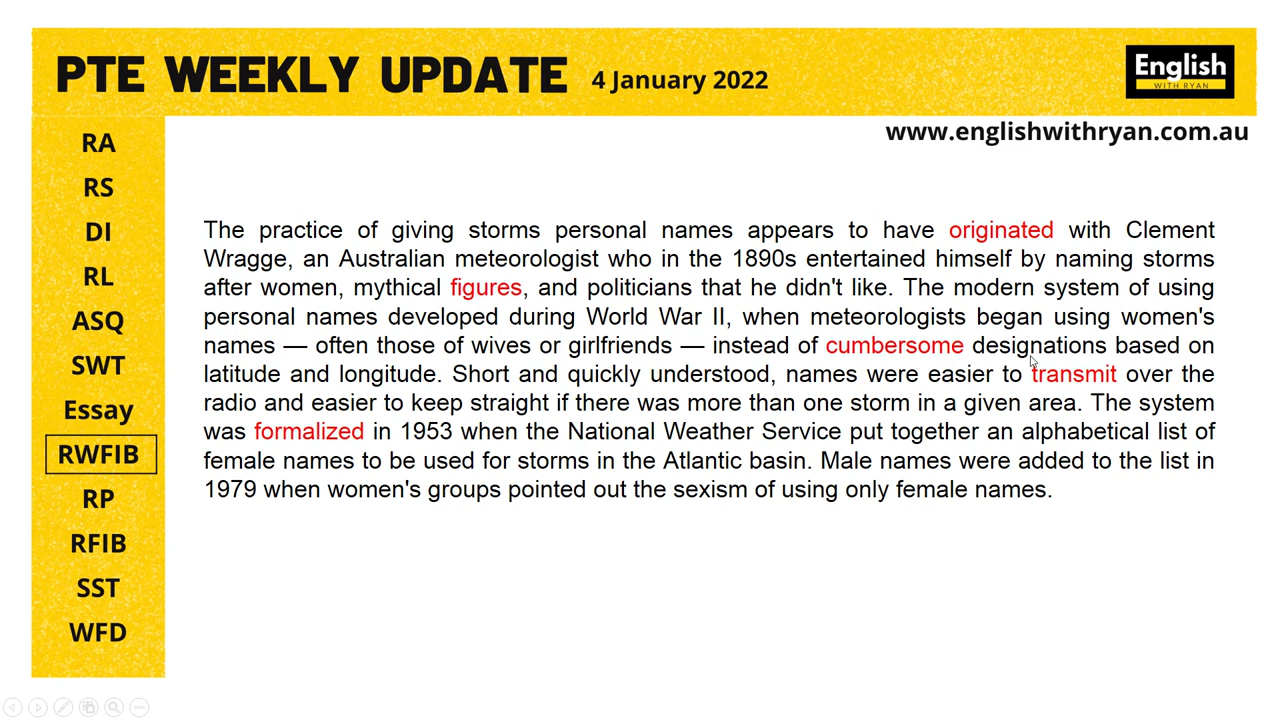 PTE WEEKLY UPDATE 4 January 2022
English
WITH RYAN
www.englishwithryan.com.au
RA
RS
DI
RL
ASQ
SWT
Essay
RWFIB
RP
RFIB
SST
WFD
The practice of giving storms personal names appears to have originated with Clement
Wragge, an Australian meteorologist who in the 1890s entertained himself by naming storms
after women, mythical figures, and politicians that he didn't like. The modern system of using
personal names developed during World War II, when meteorologists began using women's
names — often those of wives or girlfriends — instead of cumbersome designations based on
latitude and longitude. Short and quickly understood, names were easier to transmit over the
radio and easier to keep straight if there was more than one storm in a given area. The system
was formalized in 1953 when the National Weather Service put together an alphabetical list of
female names to be used for storms in the Atlantic basin. Male names were added to the list in
1979 when women's groups pointed out the sexism of using only female names.